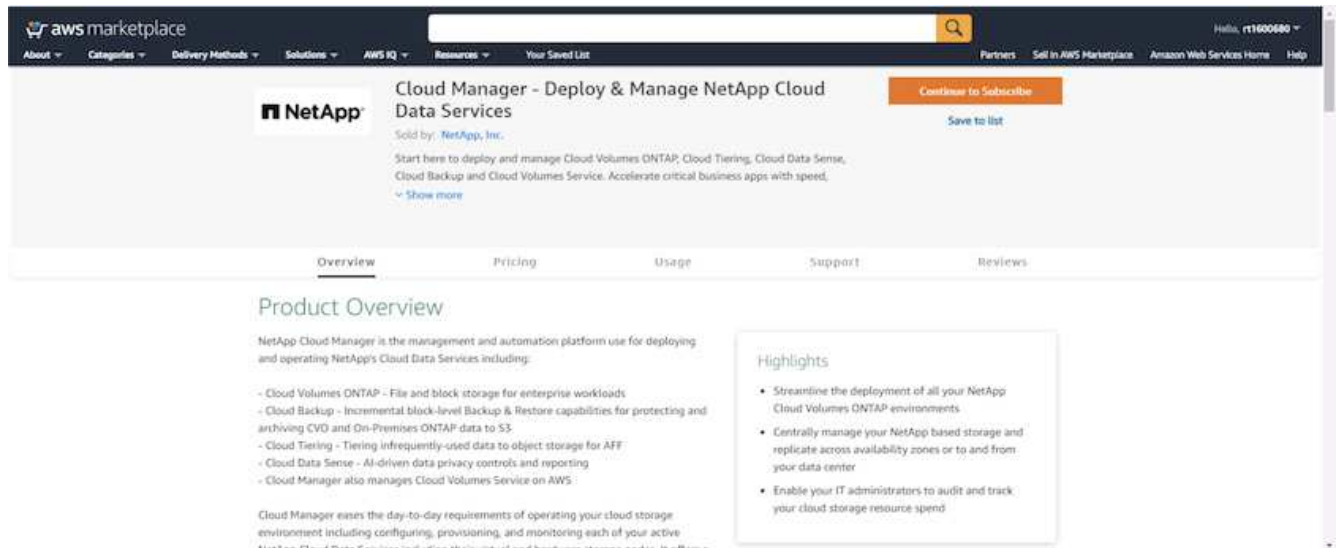 aws marketplace
Hello, rt1600680
About Categories Delivery Methods Solutions AWS IQ Resources Your Saved List Partners Sell in AWS Marketplace Amazon Web Services Home Help
NetApp
Cloud Manager - Deploy & Manage NetApp Cloud
Data Services
Continue to Subscribe
Save to list
Sold by: NetApp, Inc.
Start here to deploy and manage Cloud Volumes ONTAP, Cloud Tiering, Cloud Data Sense,
Cloud Backup and Cloud Volumes Service. Accelerate critical business apps with speed,
Show more
Overview Pricing Usage Support Reviews
Product Overview
NetApp Cloud Manager is the management and automation platform use for deploying
and operating NetApp's Cloud Data Services including:
- Cloud Volumes ONTAP - File and block storage for enterprise workloads
- Cloud Backup - Incremental block-level Backup & Restore capabilities for protecting and
archiving CVO and On-Premises ONTAP data to S3
- Cloud Tiering - Tiering infrequently-used data to object storage for AFF
- Cloud Data Sense - AI-driven data privacy controls and reporting
- Cloud Manager also manages Cloud Volumes Service on AWS
Cloud Manager eases the day-to-day requirements of operating your cloud storage
environment including configuring, provisioning, and monitoring each of your active
Highlights
• Streamline the deployment of all your NetApp
Cloud Volumes ONTAP environments
• Centrally manage your NetApp based storage and
replicate across availability zones or to and from
your data center
• Enable your IT administrators to audit and track
your cloud storage resource spend